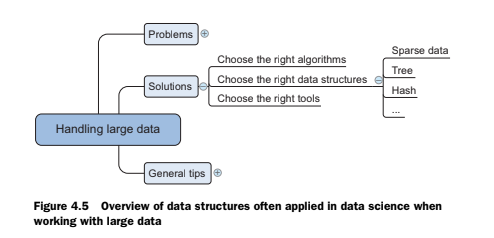 Problems
Sparse data
Choose the right algorithms
Tree
Solutions
Choose the right data structures
Hash
Choose the right tools
...
Handling large data
General tips
Figure 4.5 Overview of data structures often applied in data science when
working with large data